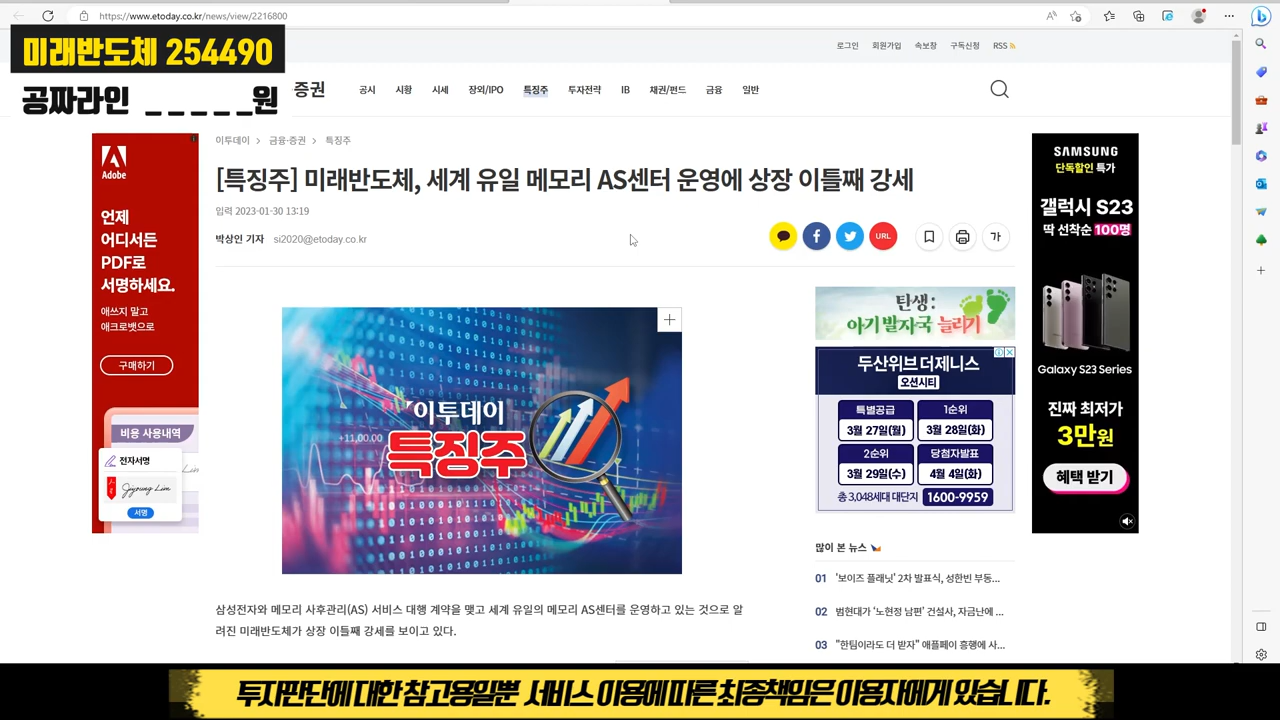 https://www.etoday.co.kr/news/view/2216800
미래반도체 254490
공짜라인 _ _ _ _ _원
로그인 회원가입 속보창 구독신청 RSS
증권 공시 시황 시세 장외/IPO 특징주 투자전략 IB 채권/펀드 금융 일반
이투데이 > 금융·증권 > 특징주
[특징주] 미래반도체, 세계 유일 메모리 AS센터 운영에 상장 이틀째 강세
입력 2023-01-30 13:19
박상인 기자 si2020@etoday.co.kr
URL
가
Adobe
언제
어디서든
PDF로
서명하세요.
애쓰지 말고
애크로뱃으로
구매하기
비용 사용내역
전자서명
서명
+11,00.00
이투데이
특징주
삼성전자와 메모리 사후관리(AS) 서비스 대행 계약을 맺고 세계 유일의 메모리 AS센터를 운영하고 있는 것으로 알
려진 미래반도체가 상장 이틀째 강세를 보이고 있다.
탄생:
아기 발자국 늘리기
두산위브더제니스
오션시티
특별공급 1순위
3월 27일(월) 3월 28일(화)
2순위 당첨자발표
3월 29일(수) 4월 4일(화)
총 3,048세대 대단지 1600-9959
많이 본 뉴스
01 '보이즈 플래닛' 2차 발표식, 성한빈 부동...
02 범현대가 '노현정 남편' 건설사, 자금난에 ...
03 "한팀이라도 더 받자" 애플페이 흥행에 사...
SAMSUNG
단독할인 특가
갤럭시 S23
딱 선착순 100명
Galaxy S23 Series
진짜 최저가
3만원
혜택 받기
투자판단에 대한 참고용일뿐 서비스 이용에 따른 최종책임은 이용자에게 있습니다.